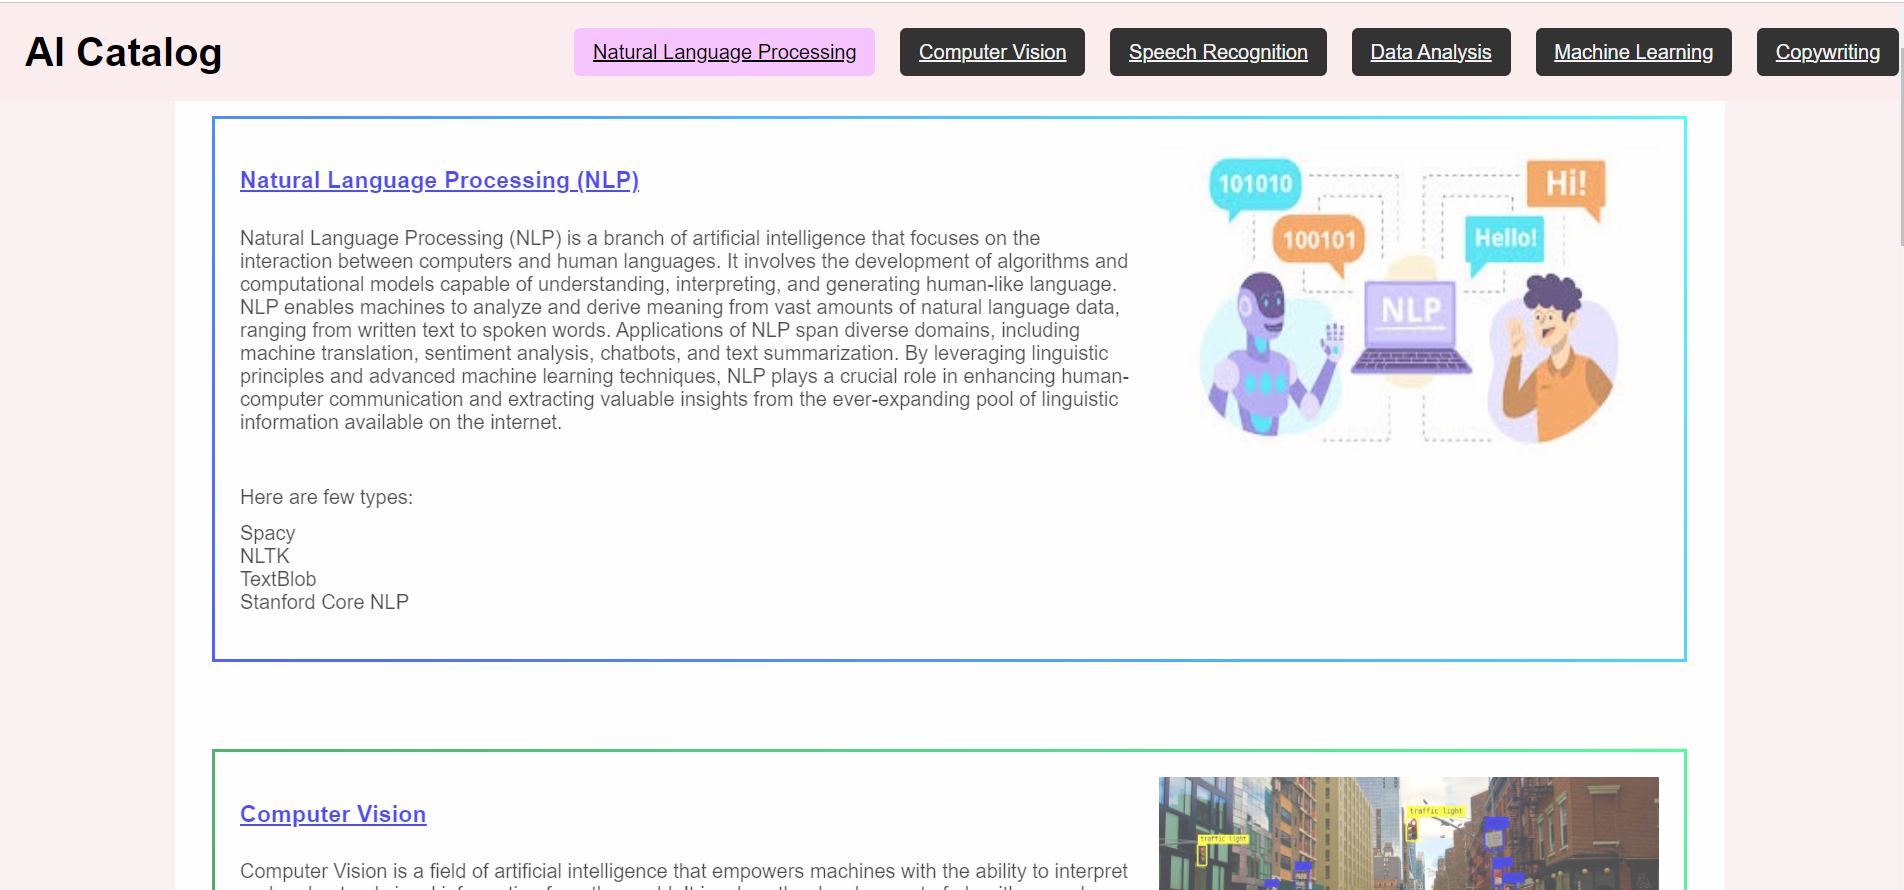 AI Catalog
Natural Language Processing
Computer Vision
Speech Recognition
Data Analysis
Machine Learning
Copywriting
Natural Language Processing (NLP)
Natural Language Processing (NLP) is a branch of artificial intelligence that focuses on the
interaction between computers and human languages. It involves the development of algorithms and
computational models capable of understanding, interpreting, and generating human-like language.
NLP enables machines to analyze and derive meaning from vast amounts of natural language data,
ranging from written text to spoken words. Applications of NLP span diverse domains, including
machine translation, sentiment analysis, chatbots, and text summarization. By leveraging linguistic
principles and advanced machine learning techniques, NLP plays a crucial role in enhancing human-
computer communication and extracting valuable insights from the ever-expanding pool of linguistic
information available on the internet.
Here are few types:
Spacy
NLTK
TextBlob
Stanford Core NLP
101010
Hi!
100101
Hello!
NLP
Computer Vision
Computer Vision is a field of artificial intelligence that empowers machines with the ability to interpret
traffic light
traffic light